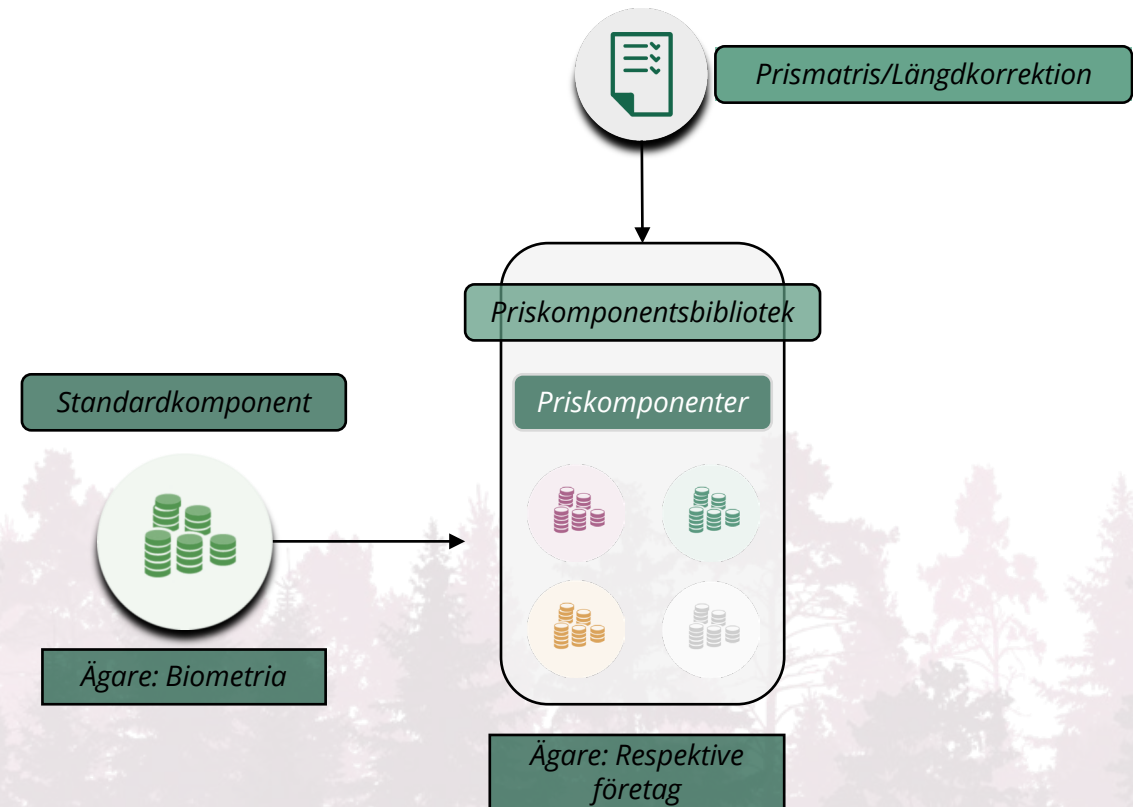 Prismatris/Längdkorrektion
Priskomponentsbibliotek
Standardkomponent
Priskomponenter
Ägare: Biometria
Ägare: Respektive
företag